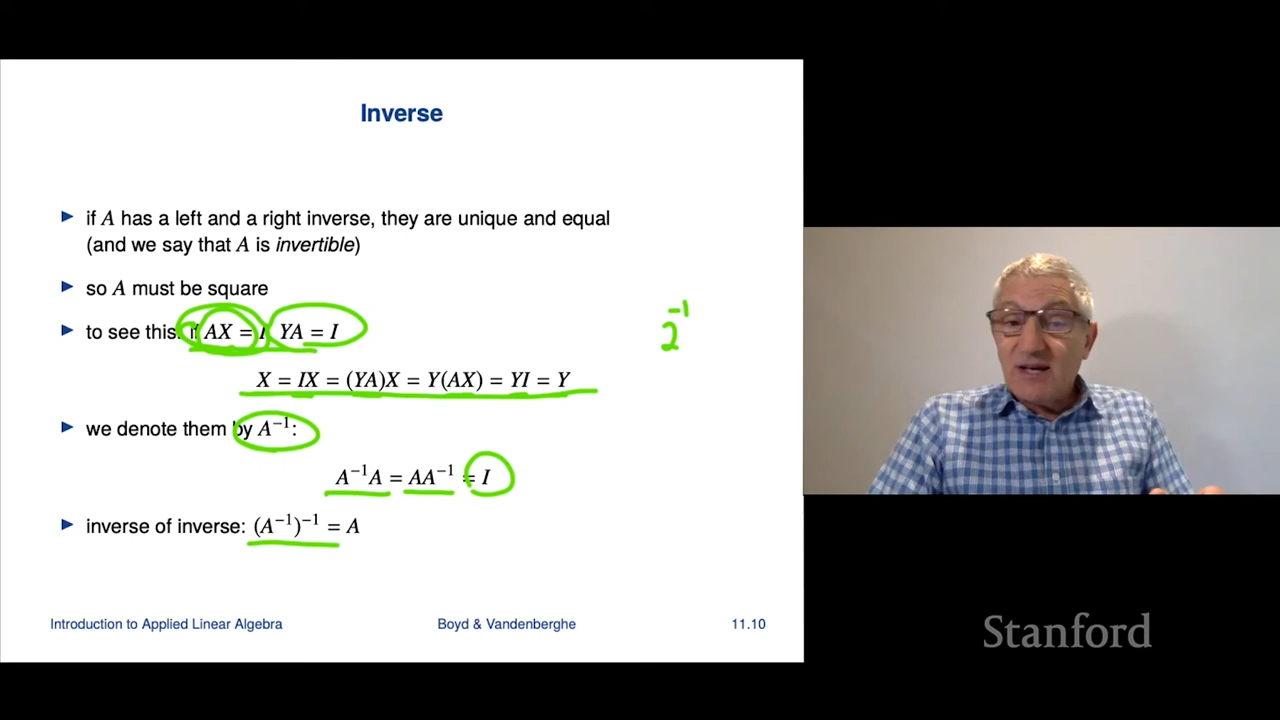 Inverse
▶ if A has a left and a right inverse, they are unique and equal
(and we say that A is invertible)
▶ so A must be square
▶ to see this: if AX = I, YA = I
2⁻¹
X = IX = (YA)X = Y(AX) = YI = Y
▶ we denote them by A⁻¹:
A⁻¹A = AA⁻¹ = I
▶ inverse of inverse: (A⁻¹)⁻¹ = A
Introduction to Applied Linear Algebra Boyd & Vandenberghe 11.10
Stanford